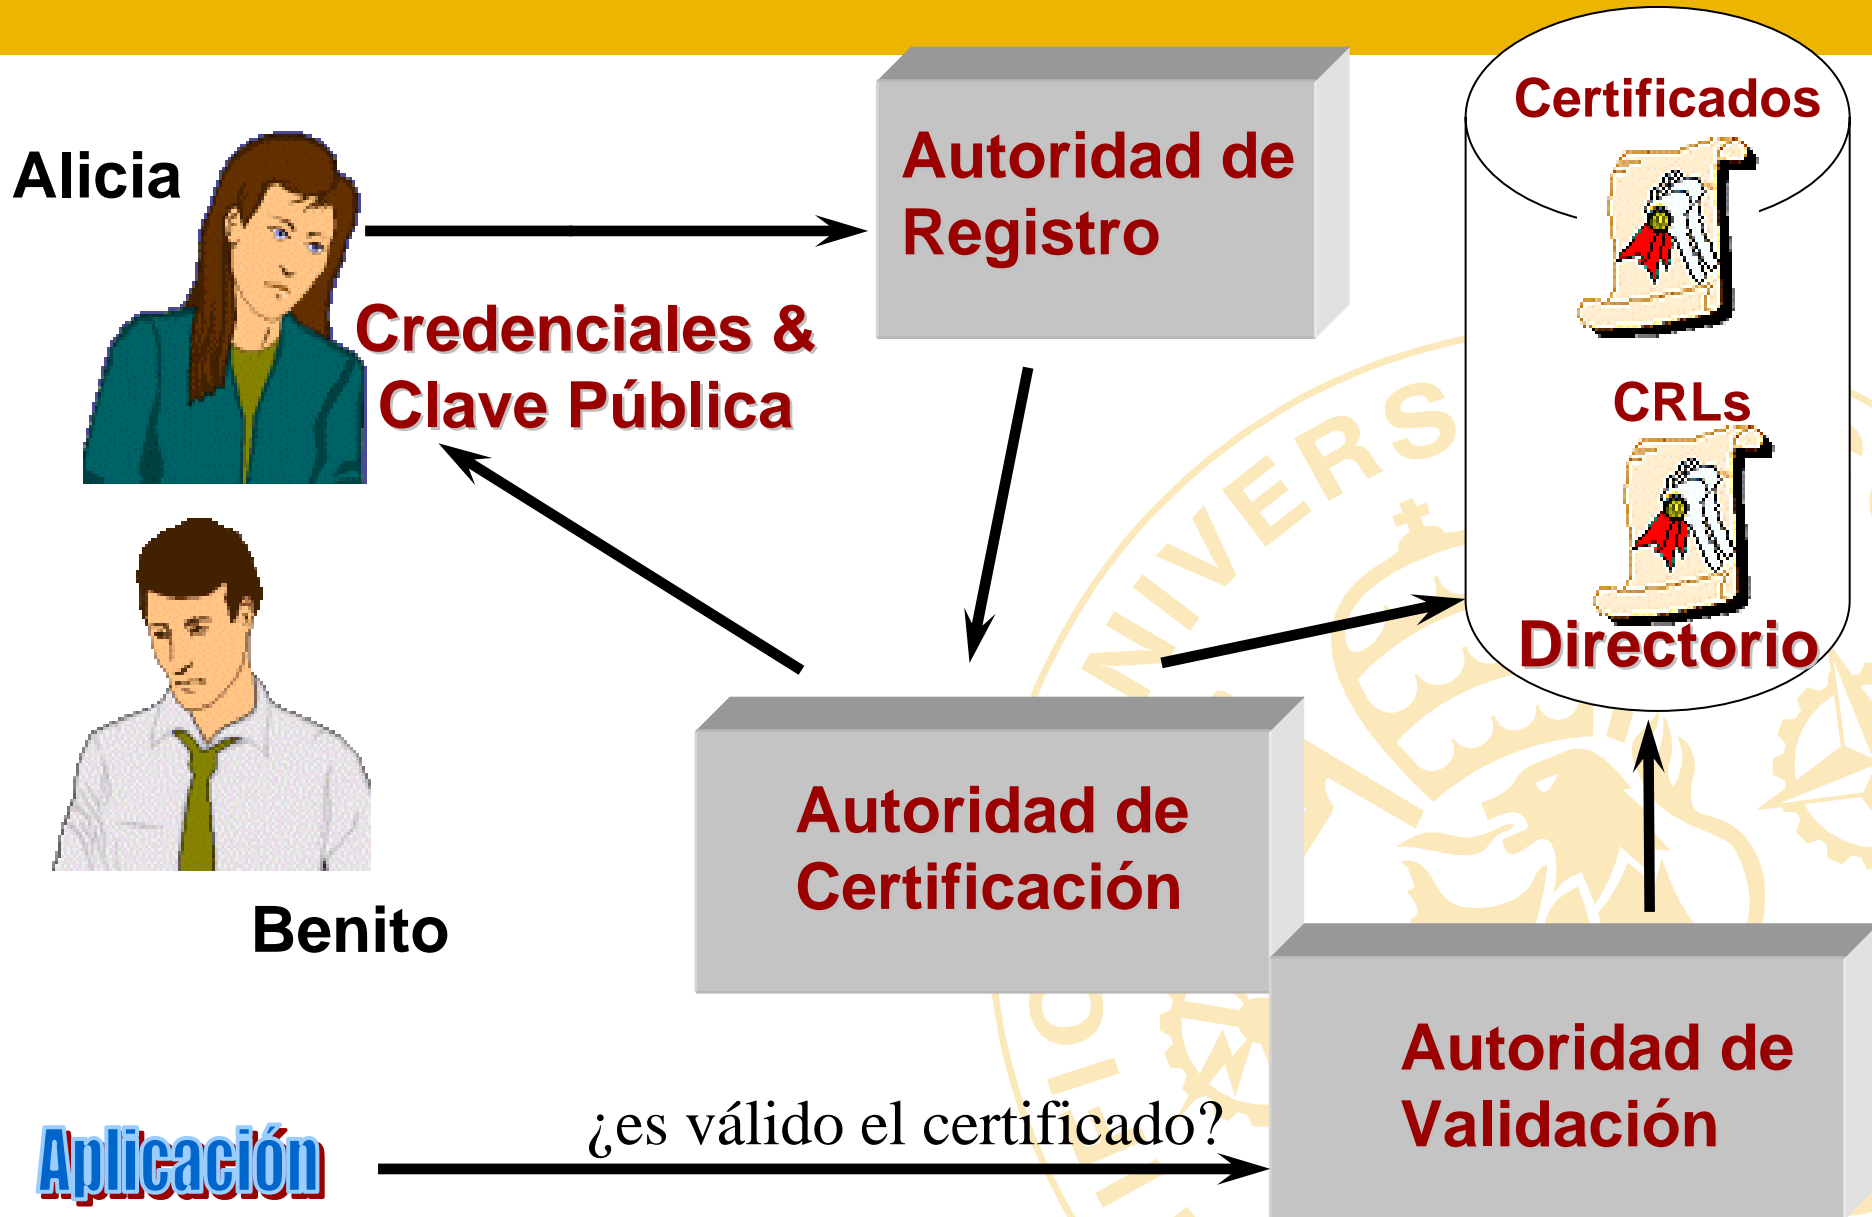 Alicia
Autoridad de
Registro
Certificados
Credenciales &
Clave Pública
CRLs
Directorio
Autoridad de
Certificación
Benito
Autoridad de
Validación
¿es válido el certificado?
Aplicación